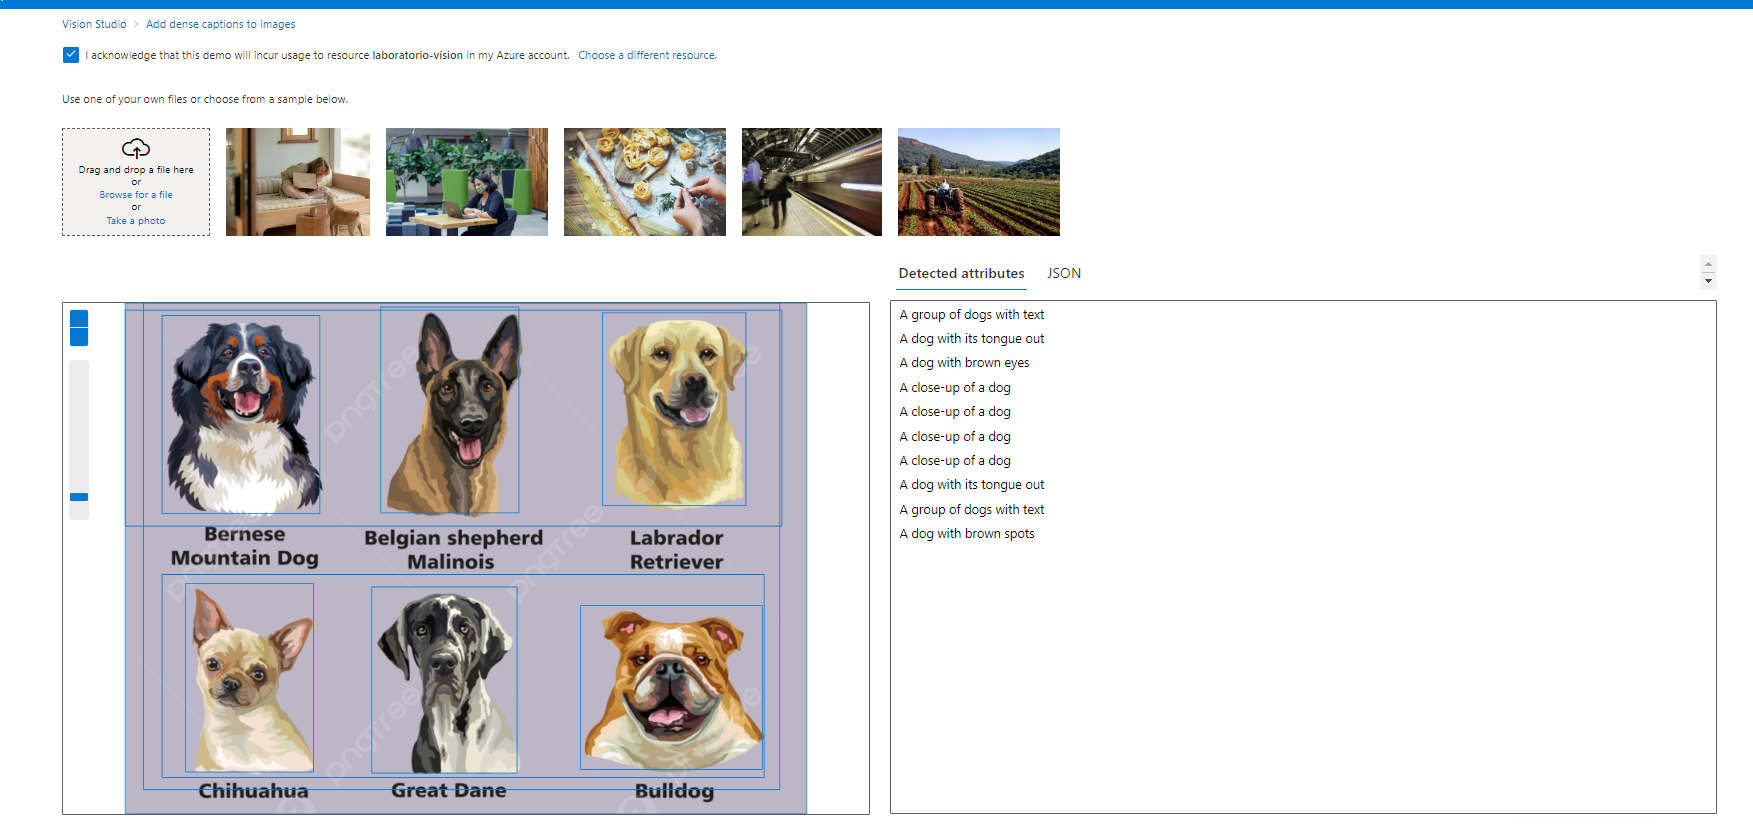 Vision Studio > Add dense captions to images
I acknowledge that this demo will incur usage to resource laboratorio-vision in my Azure account. Choose a different resource.
Use one of your own files or choose from a sample below.
Drag and drop a file here
or
Browse for a file
or
Take a photo
Detected attributes JSON
A group of dogs with text
A dog with its tongue out
A dog with brown eyes
A close-up of a dog
A close-up of a dog
A close-up of a dog
A close-up of a dog
A dog with its tongue out
A group of dogs with text
A dog with brown spots
Bernese
Mountain Dog
Belgian shepherd
Malinois
Labrador
Retriever
Chihuahua
Great Dane
Bulldog
pngtree
pngtree
pngtree